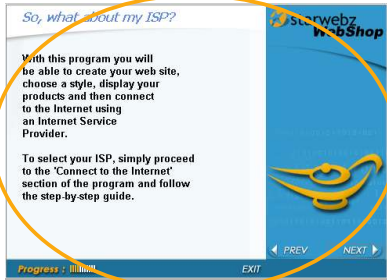 So, what about my ISP?
starwebz
WebShop
With this program you will
be able to create your web site,
choose a style, display your
products and then connect
to the Internet using
an Internet Service
Provider.
To select your ISP, simply proceed
to the 'Connect to the Internet'
section of the program and follow
the step-by-step guide.
PREV
NEXT
Progress :
EXIT